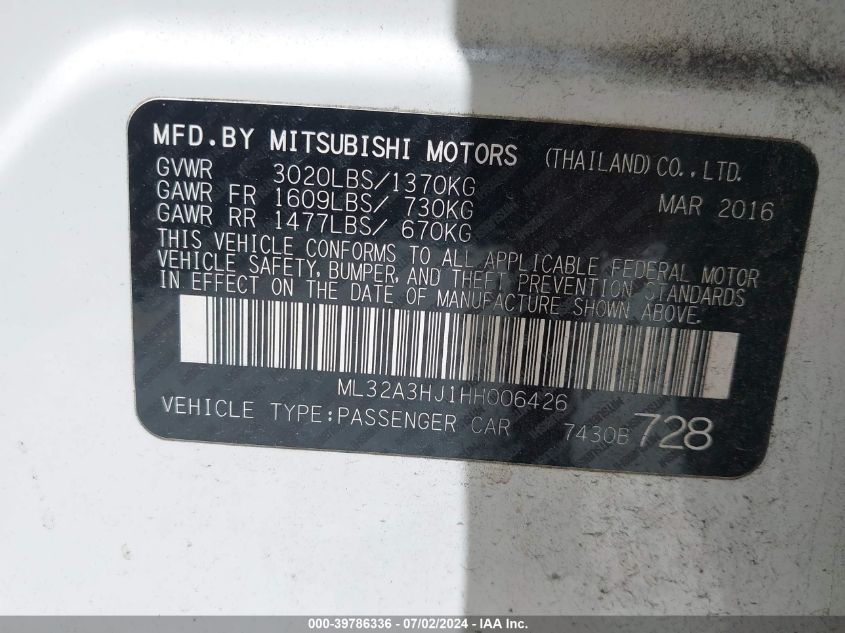 MFD.BY MITSUBISHI MOTORS (THAILAND) CO.,LTD.
GVWR 3020LBS/1370KG MAR 2016
GAWR FR 1609LBS/ 730KG
GAWR RR 1477LBS/ 670KG
THIS VEHICLE CONFORMS TO ALL APPLICABLE FEDERAL MOTOR
VEHICLE SAFETY, BUMPER, AND THEFT PREVENTION STANDARDS
IN EFFECT ON THE DATE OF MANUFACTURE SHOWN ABOVE.
ML32A3HJ1HH006426
VEHICLE TYPE:PASSENGER CAR 7430B 728
000-39786336 - 07/02/2024 - IAA Inc.